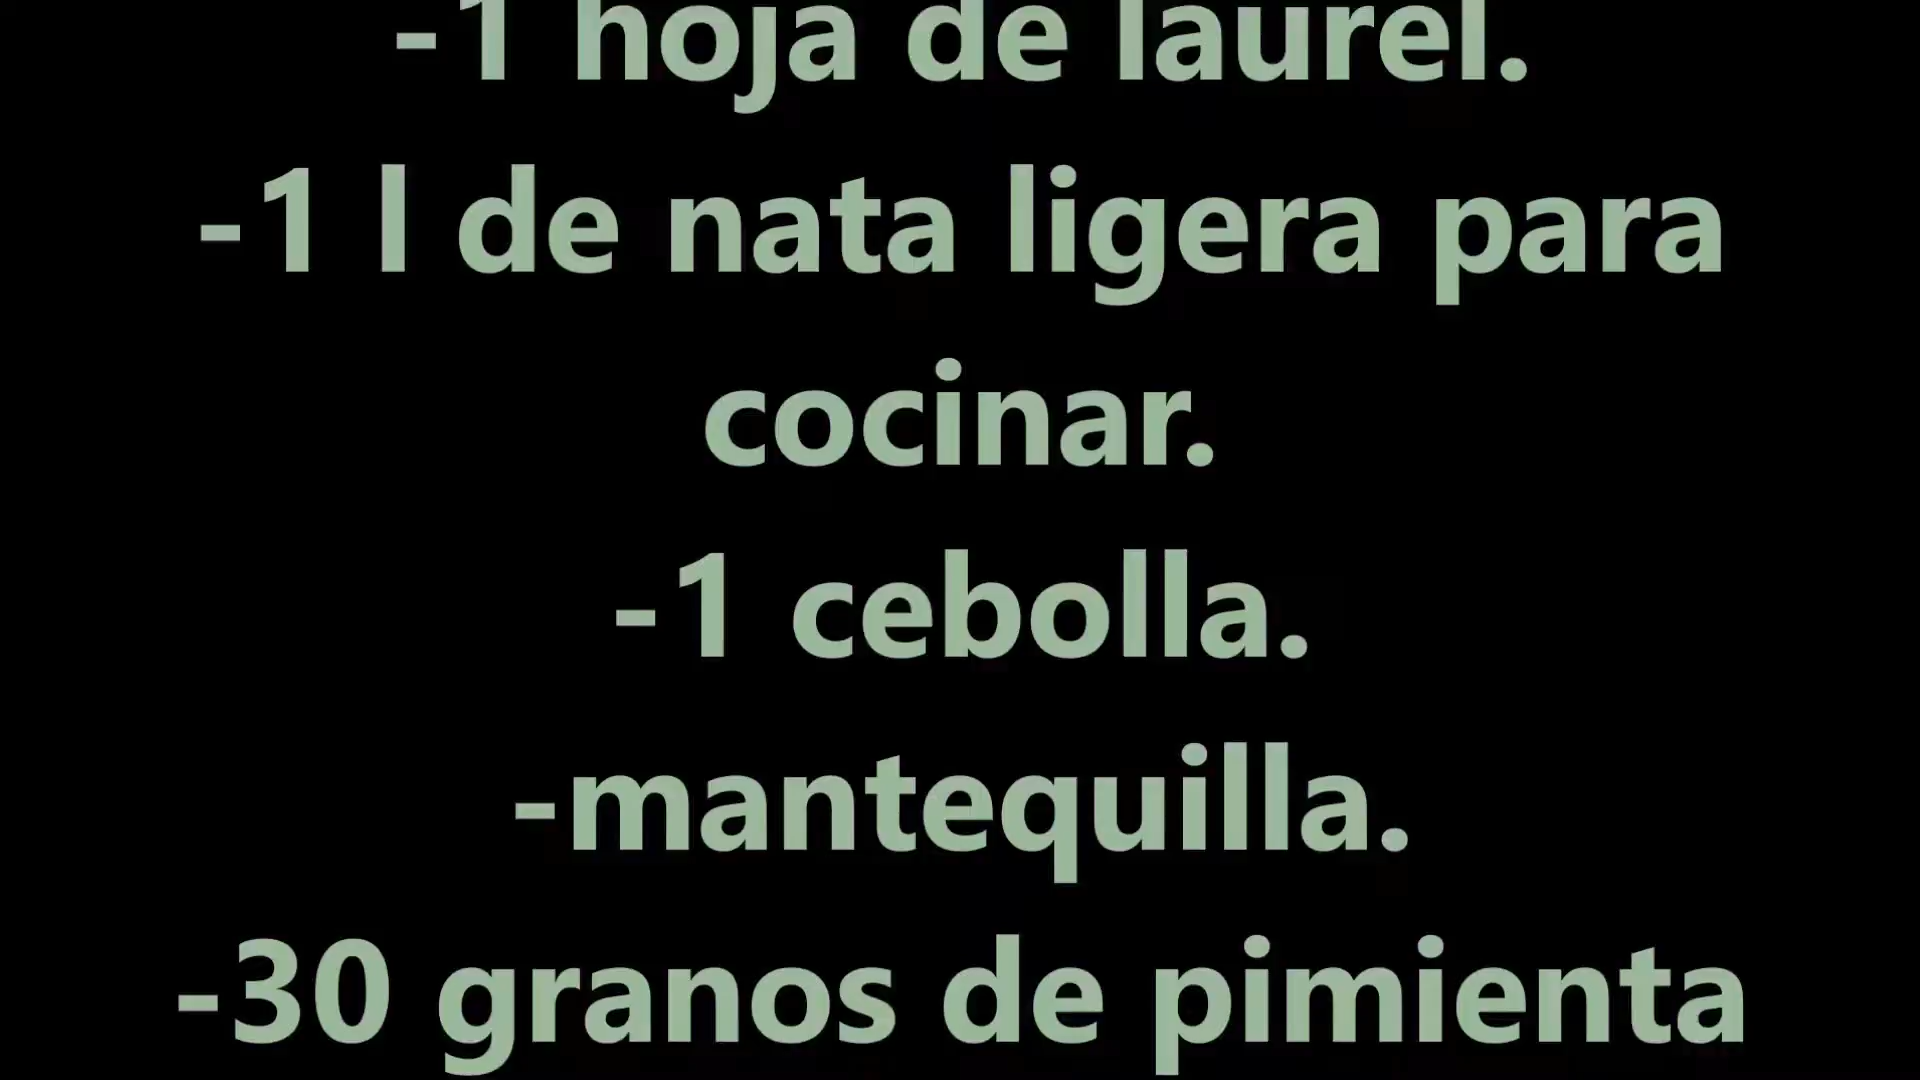 -1 hoja de laurel.
-1 l de nata ligera para
cocinar.
-1 cebolla.
-mantequilla.
-30 granos de pimienta